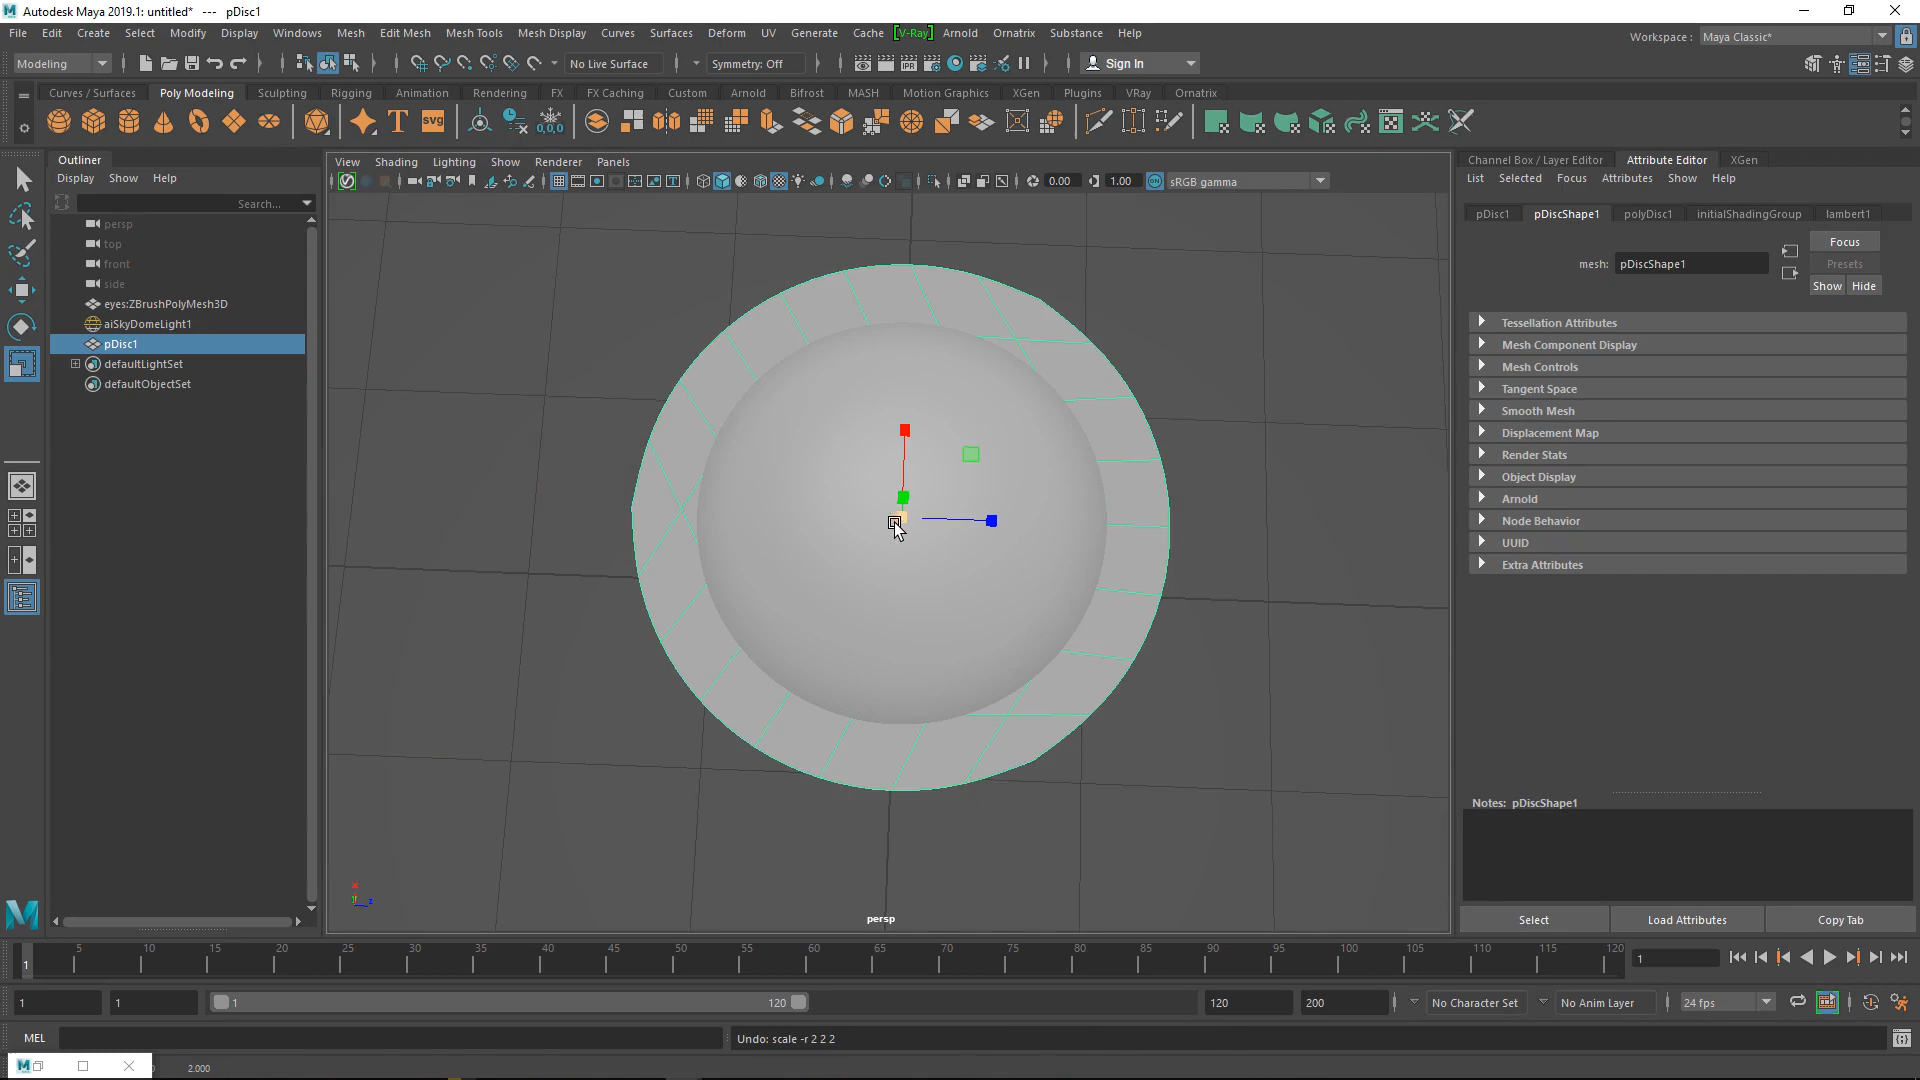 Autodesk Maya 2019.1: untitled* --- pDisc1
File Edit Create Select Modify Display Windows Mesh Edit Mesh Mesh Tools Mesh Display Curves Surfaces Deform UV Generate Cache [V-Ray] Arnold Ornatrix Substance Help
Workspace : Maya Classic*
Modeling No Live Surface Symmetry: Off IPR Sign In
Curves / Surfaces Poly Modeling Sculpting Rigging Animation Rendering FX FX Caching Custom Arnold Bifrost MASH Motion Graphics XGen Plugins VRay Ornatrix
T svg 0,0,0
Outliner
Display Show Help
Search...
persp
top
front
side
eyes:ZBrushPolyMesh3D
aiSkyDomeLight1
pDisc1
defaultLightSet
defaultObjectSet
View Shading Lighting Show Renderer Panels
0.00 1.00 ON sRGB gamma
persp
Channel Box / Layer Editor Attribute Editor XGen
List Selected Focus Attributes Show Help
pDisc1 pDiscShape1 polyDisc1 initialShadingGroup lambert1
Focus
mesh: pDiscShape1 Presets
Show Hide
Tessellation Attributes
Mesh Component Display
Mesh Controls
Tangent Space
Smooth Mesh
Displacement Map
Render Stats
Object Display
Arnold
Node Behavior
UUID
Extra Attributes
Notes: pDiscShape1
Select Load Attributes Copy Tab
5 10 15 20 25 30 35 40 45 50 55 60 65 70 75 80 85 90 95 100 105 110 115 120
1 1
1 1 1 120 120 200 No Character Set No Anim Layer 24 fps
MEL Undo: scale -r 2 2 2
2.000